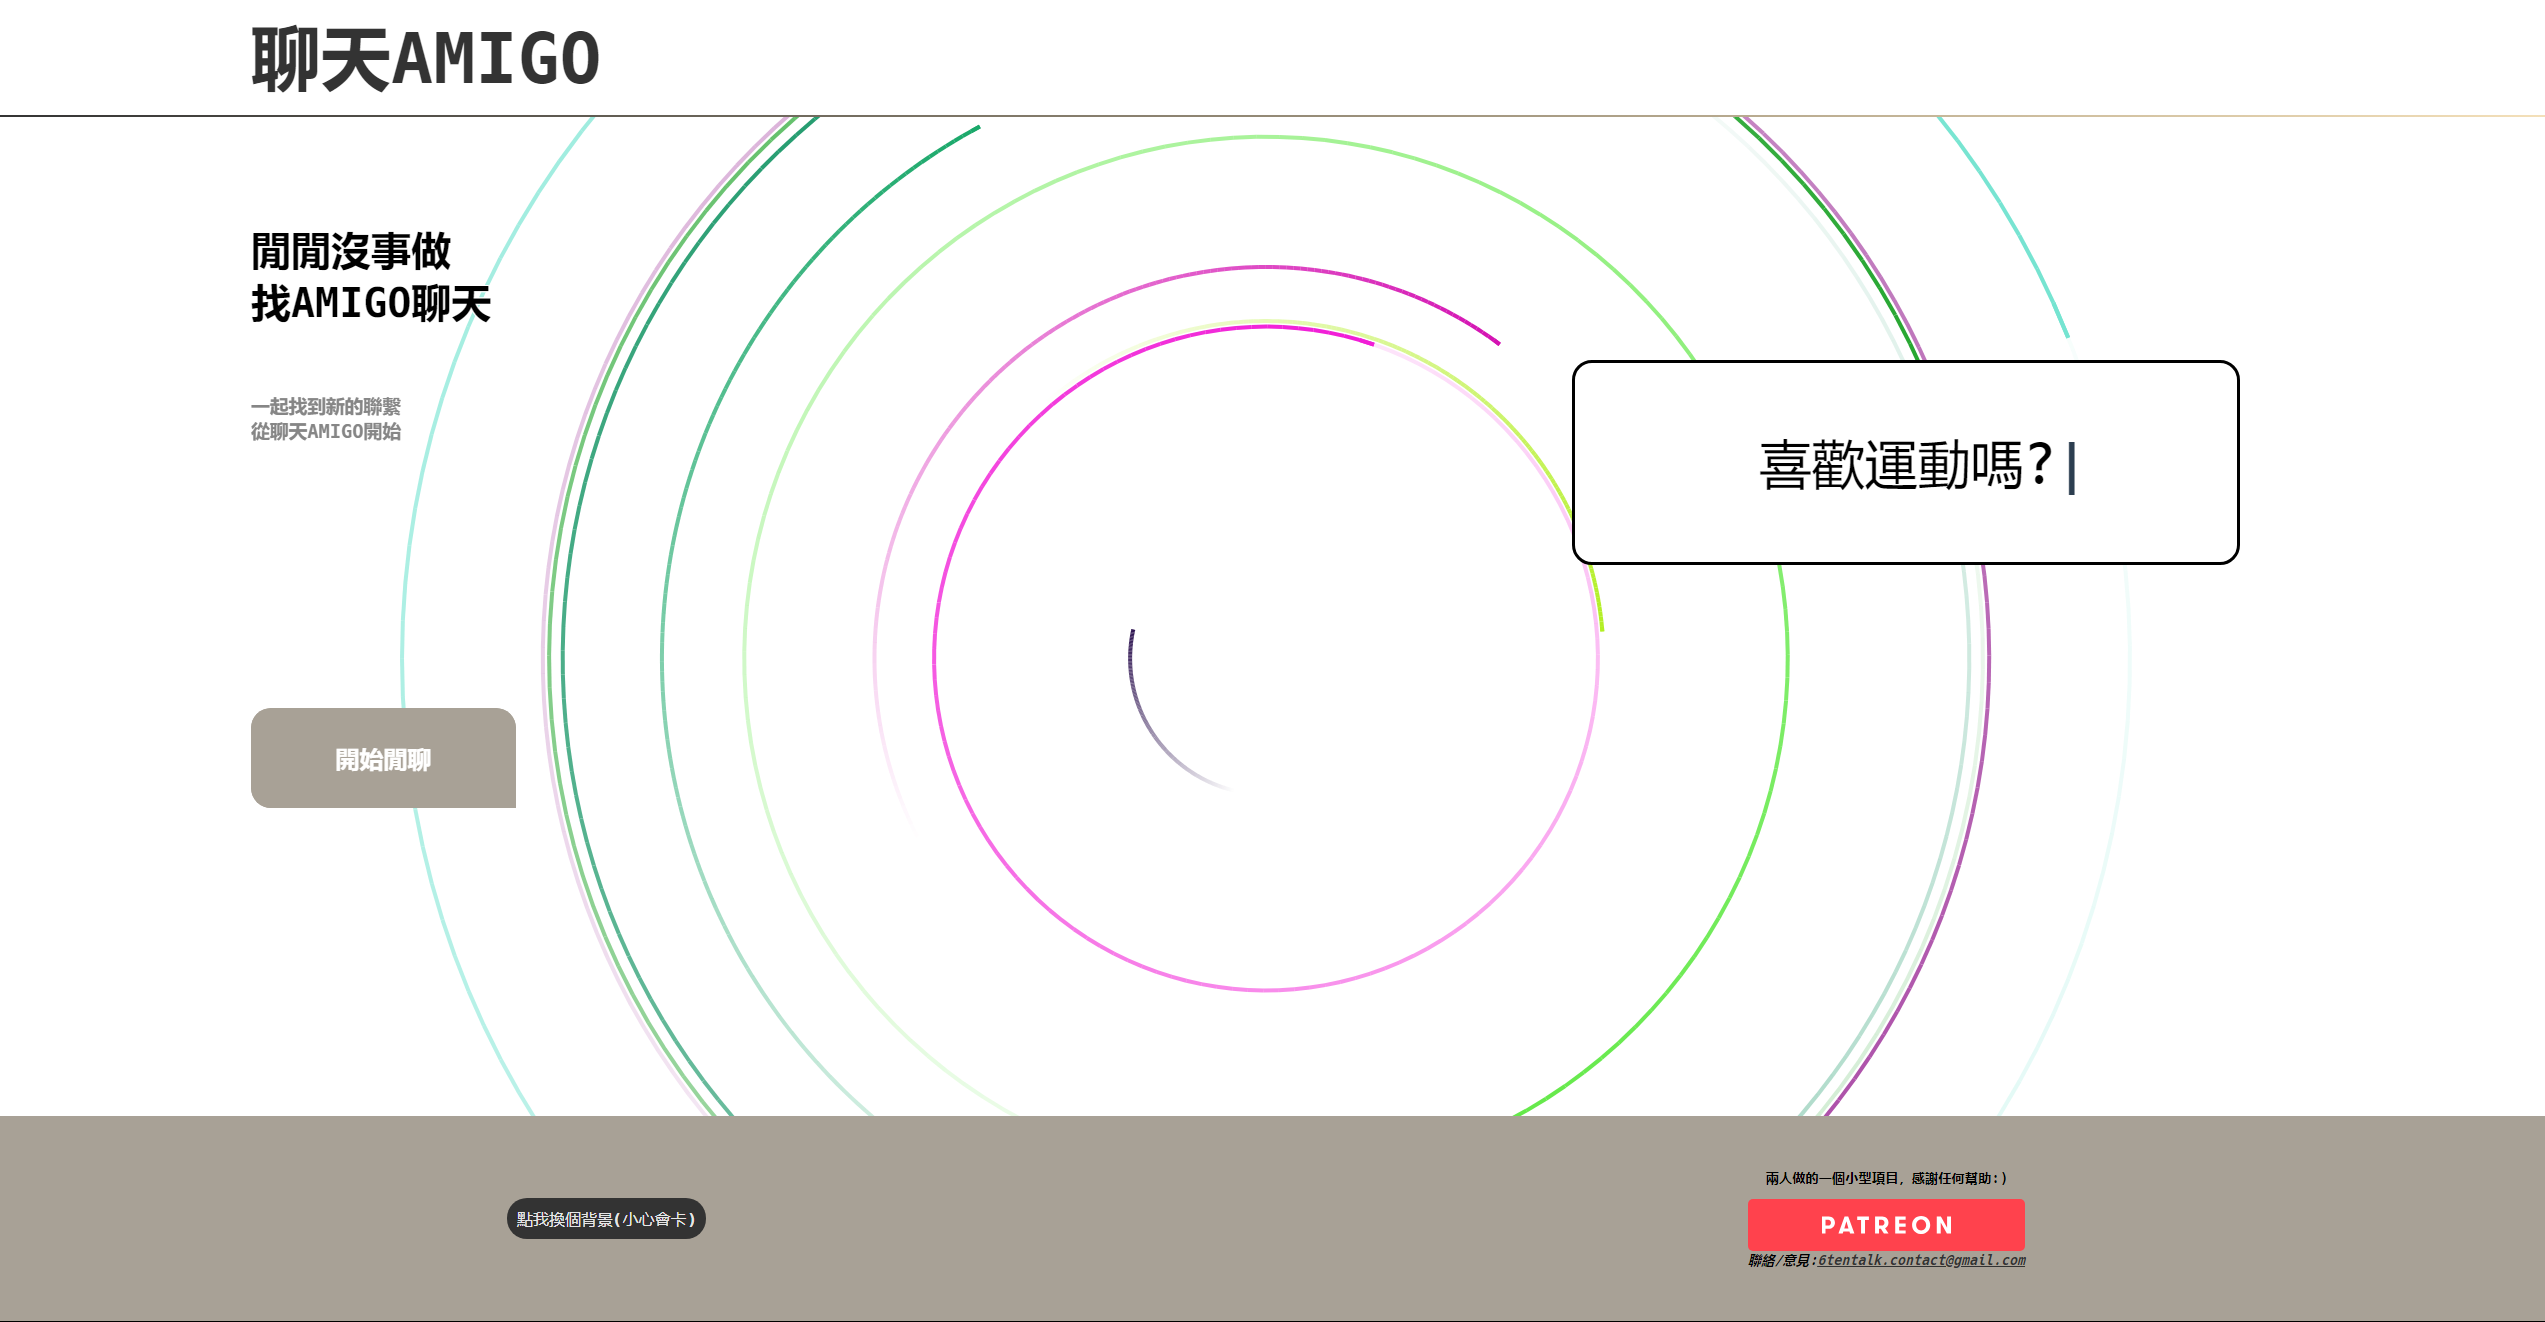 聊天AMIGO
閒閒沒事做
找AMIGO聊天
一起找到新的聯繫
從聊天AMIGO開始
喜歡運動嗎?|
開始閒聊
點我換個背景(小心會卡)
兩人做的一個小型項目, 感謝任何幫助:)
PATREON
聯絡/意見:6tentalk.contact@gmail.com